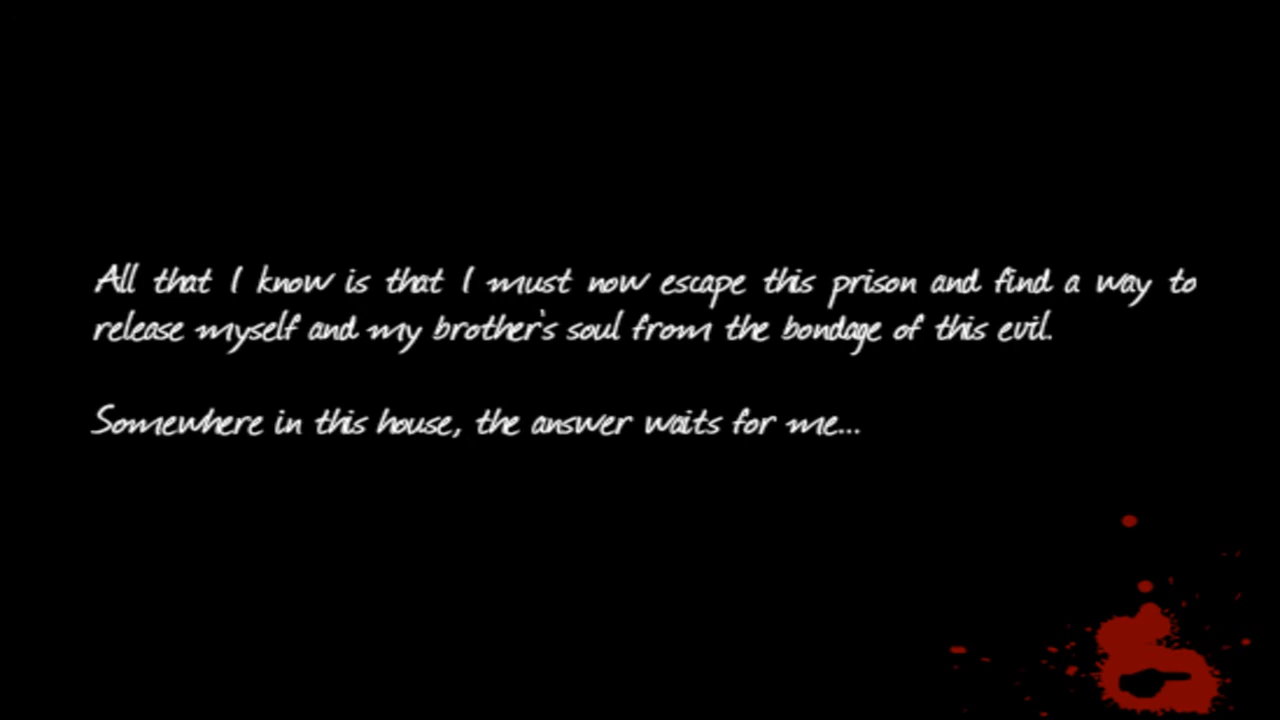 All that I know is that I must now escape this prison and find a way to
release myself and my brother's soul from the bondage of this evil.
Somewhere in this house, the answer waits for me...